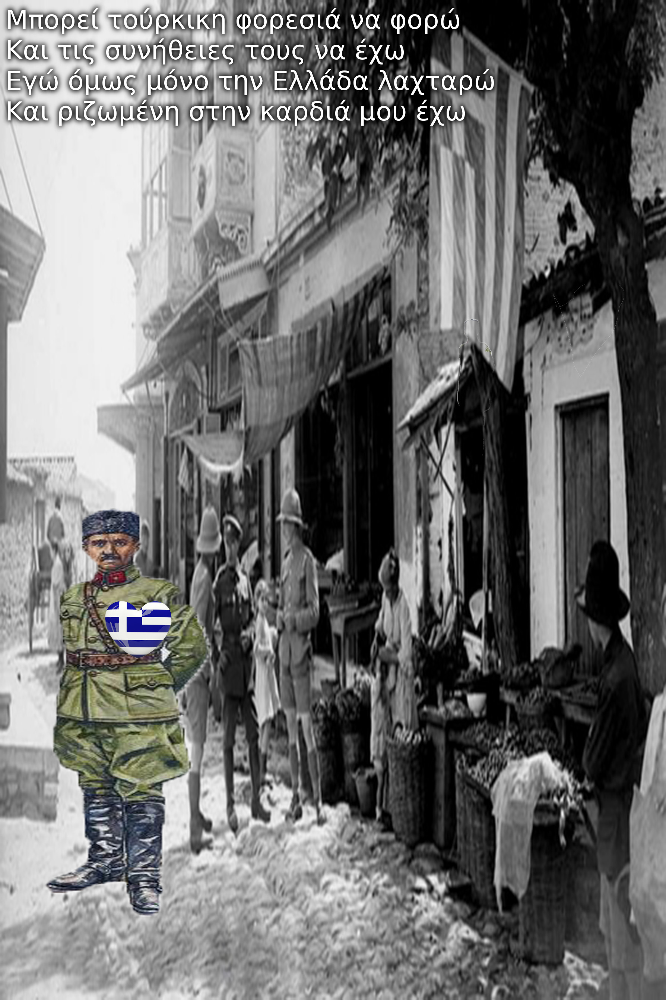 Μπορεί τούρκικη φορεσιά να φορώ
Και τις συνήθειες τους να έχω
Εγώ όμως μόνο την Ελλάδα λαχταρώ
Και ριζωμένη στην καρδιά μου έχω